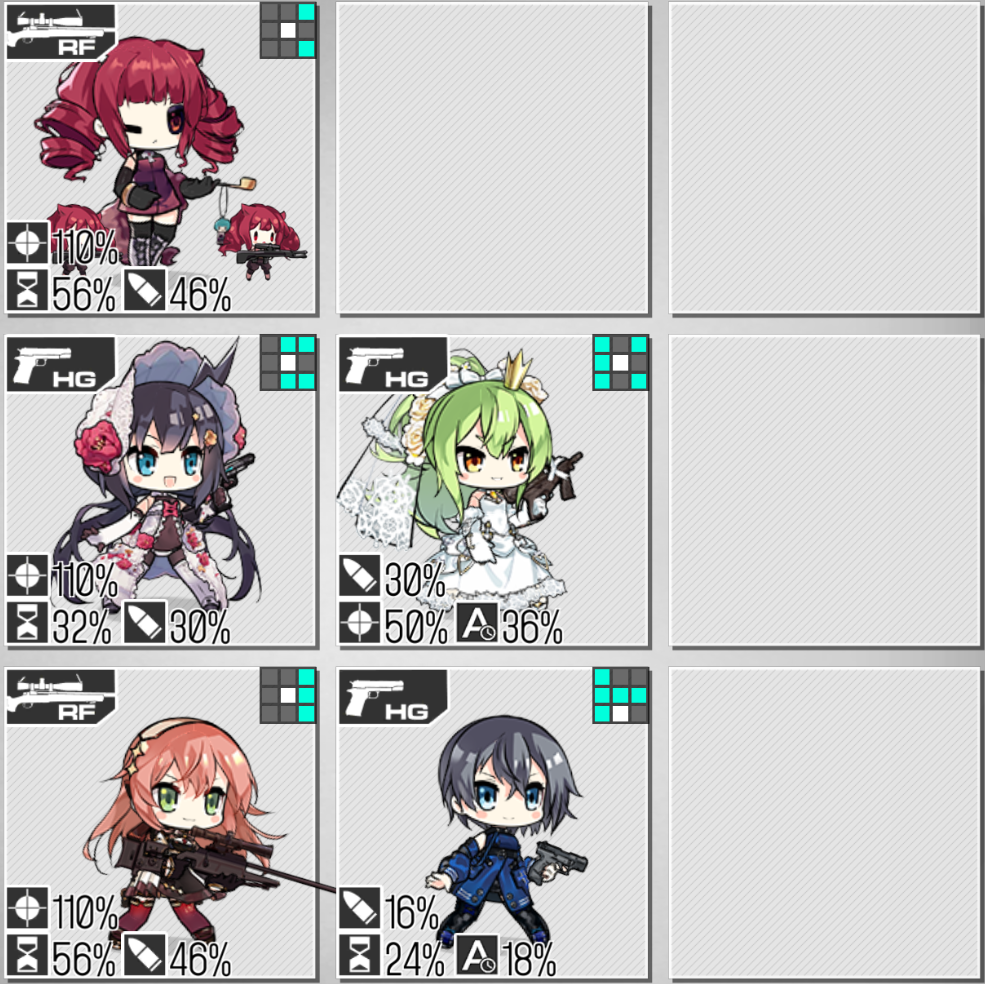 RF
110%
56% 46%
HG HG
110% 30%
32% 30% 50% A 36%
RF HG
110% 16%
56% 46% 24% A 18%